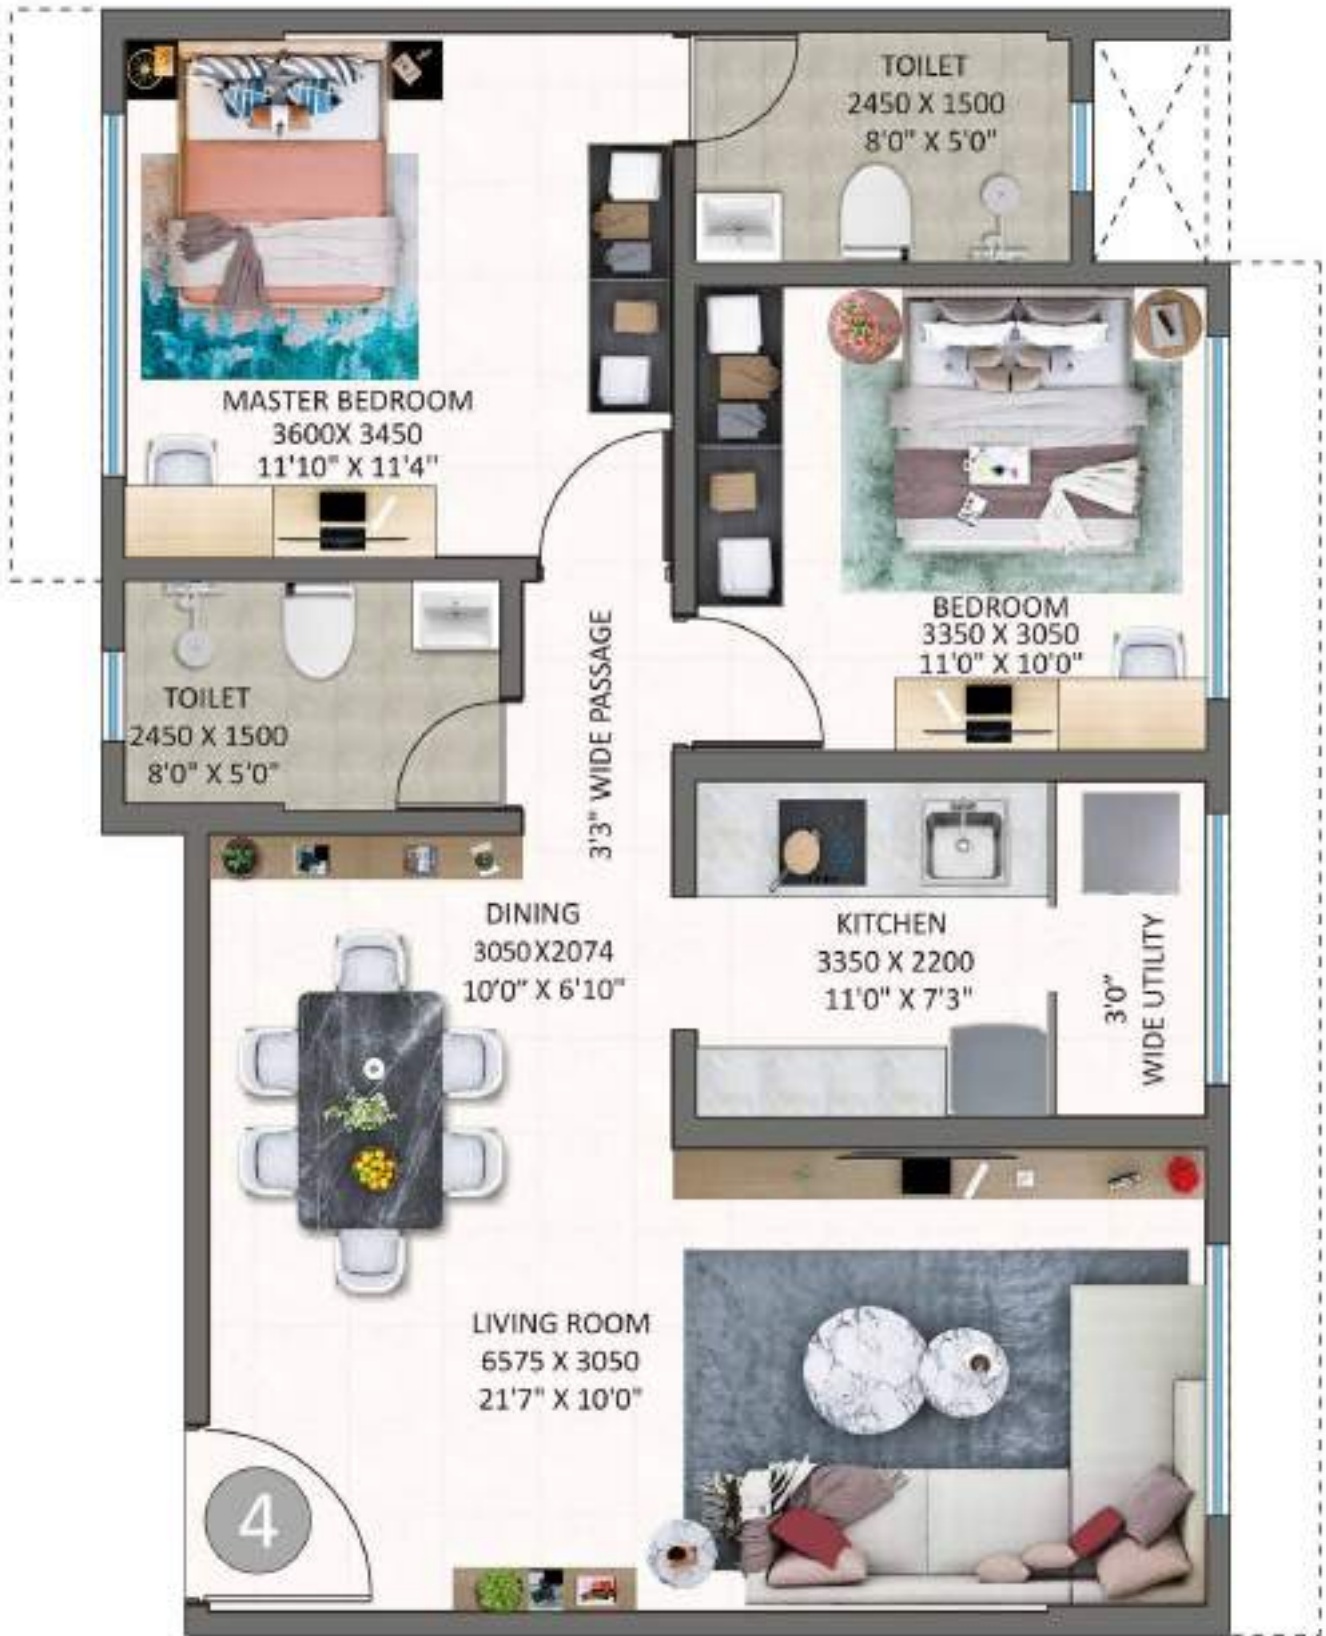 TOILET
2450 X 1500
8'0" X 5'0"
MASTER BEDROOM
3600X 3450
11'10" X 11'4"
BEDROOM
3350 X 3050
11'0" X 10'0"
TOILET
2450 X 1500
8'0" X 5'0"
3'3" WIDE PASSAGE
DINING
3050X2074
10'0" X 6'10"
KITCHEN
3350 X 2200
11'0" X 7'3"
3'0"
WIDE UTILITY
LIVING ROOM
6575 X 3050
21'7" X 10'0"
4